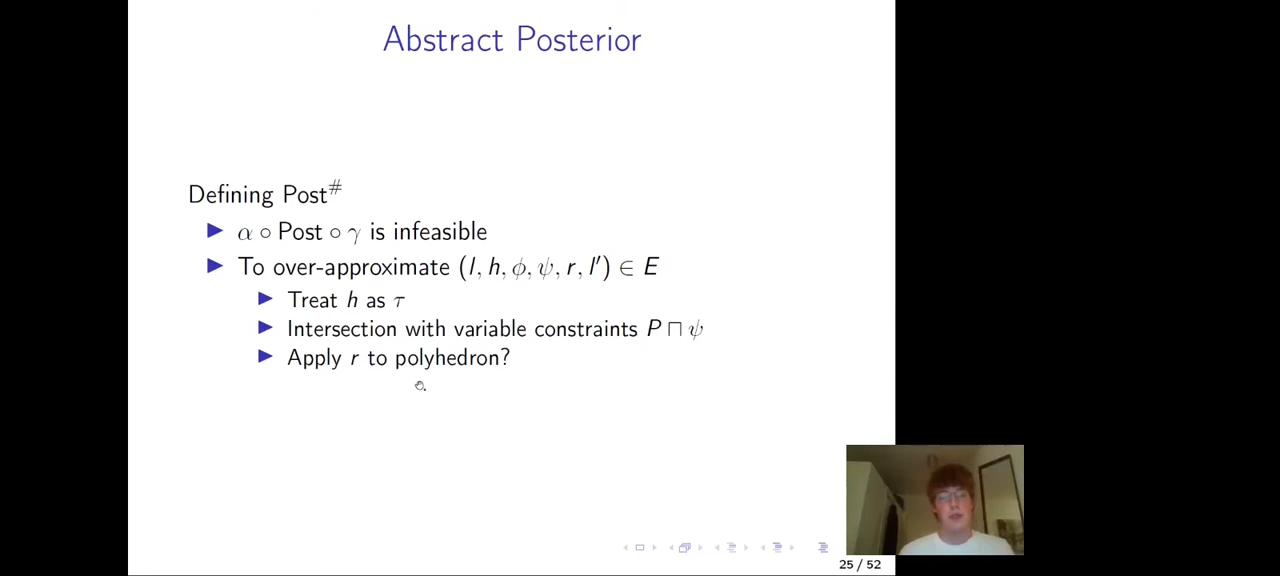 Abstract Posterior
Defining Post#
▶ α ∘ Post ∘ γ is infeasible
▶ To over-approximate (l, h, ϕ, ψ, r, l′) ∈ E
▶ Treat h as τ
▶ Intersection with variable constraints P ⊓ ψ
▶ Apply r to polyhedron?
25 / 52